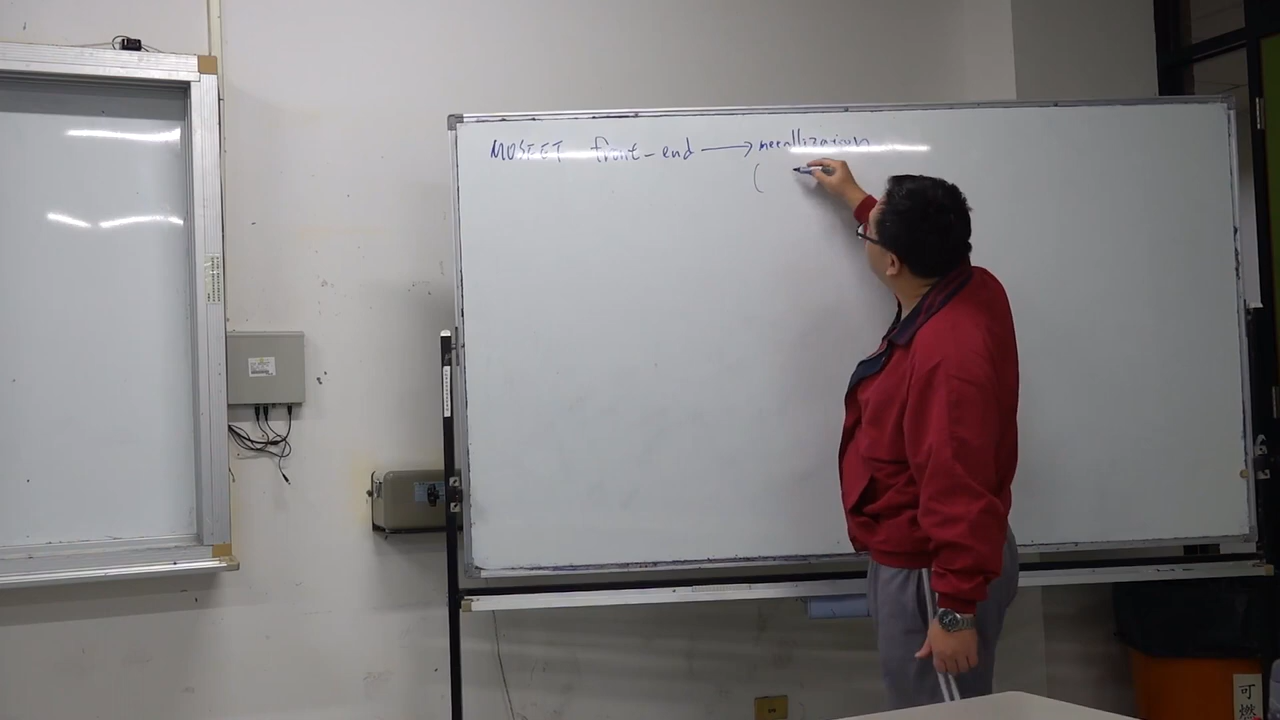 MOSFET front-end → metallization
(
可燃